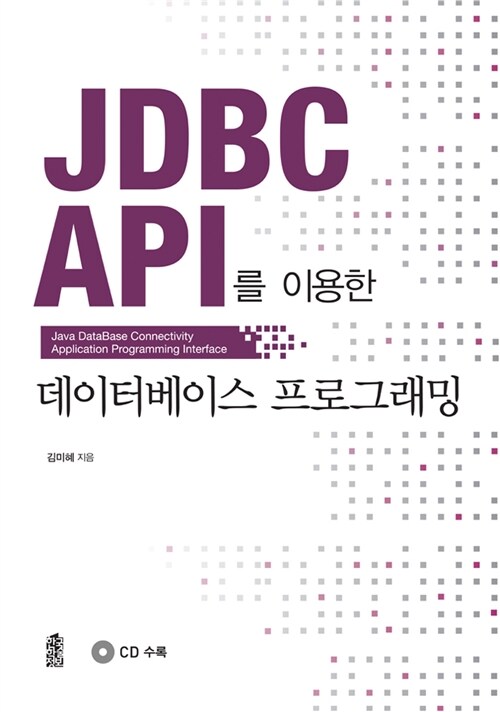 JDBC
API를 이용한
Java DataBase Connectivity
Application Programming Interface
데이터베이스 프로그래밍
김미혜 지음
CD 수록